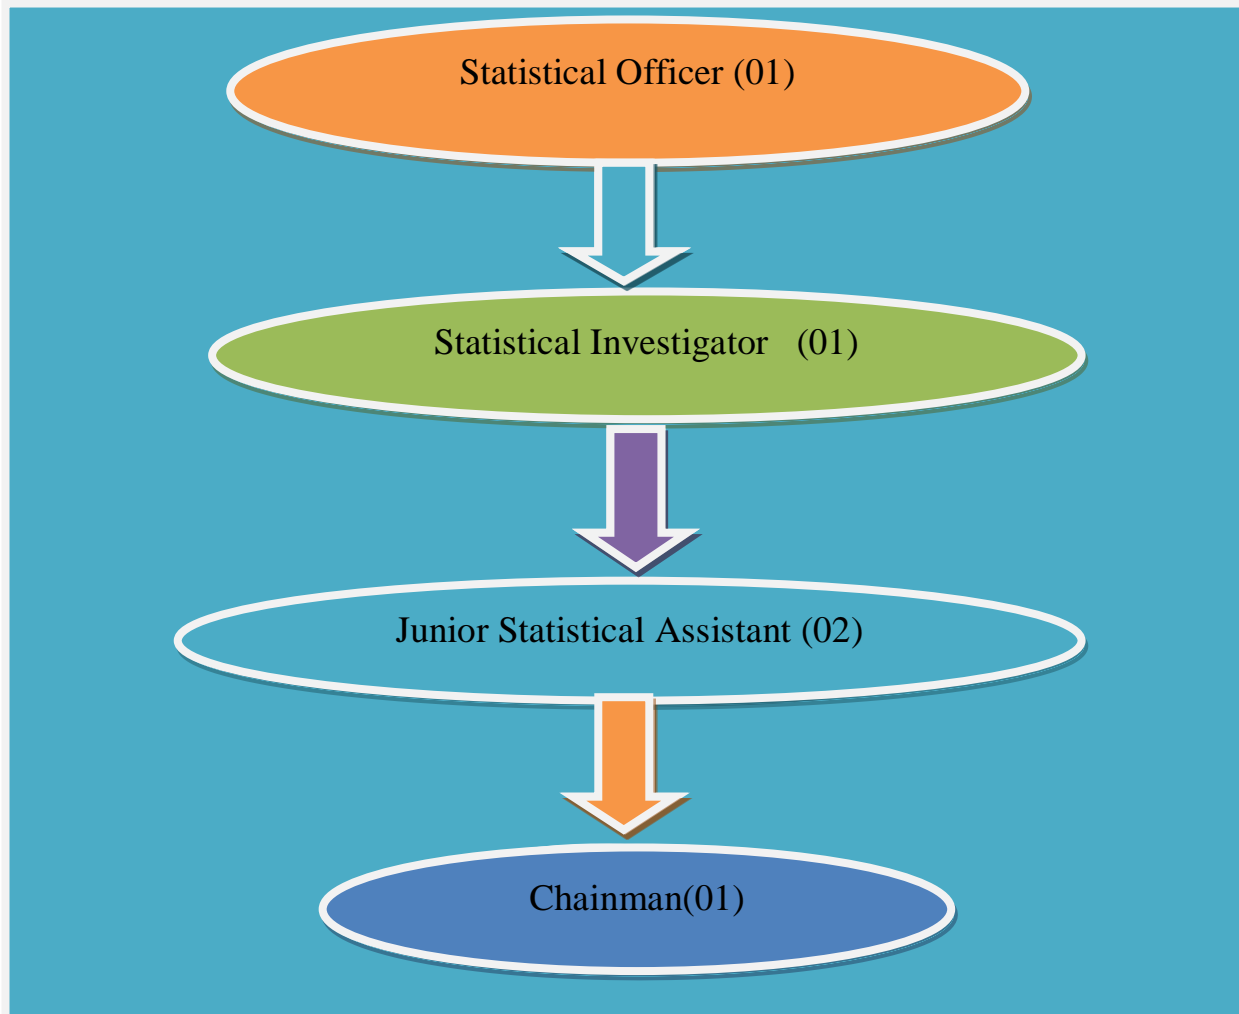 Statistical Officer (01)
Statistical Investigator (01)
Junior Statistical Assistant (02)
Chainman(01)